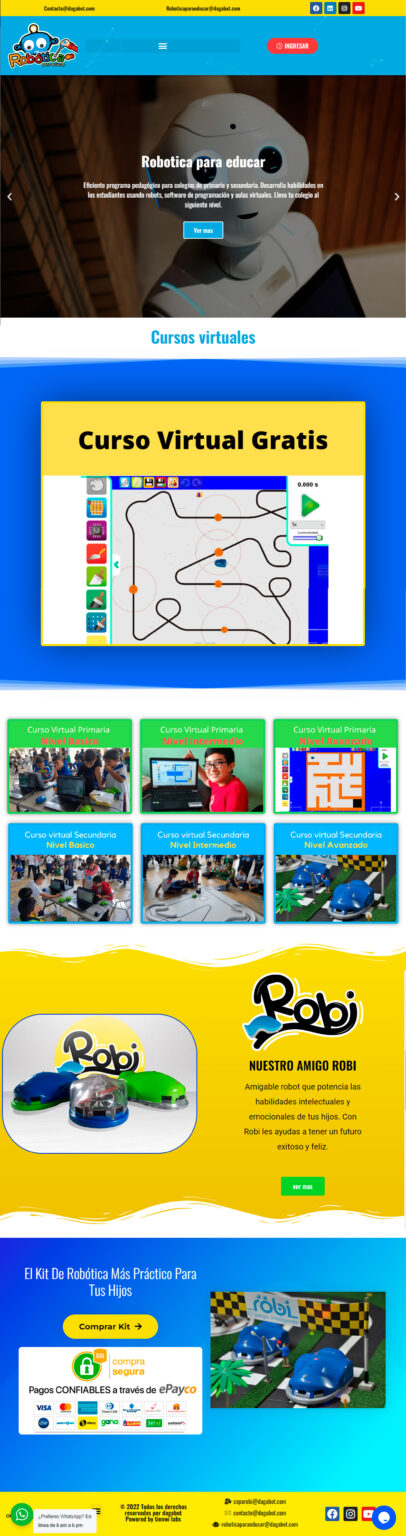 Contacto@dagabot.com
Roboticaparaeducar@dagabot.com
Robótica
INGRESAR
Robotica para educar
Eficiente programa pedagógico para colegios de primaria y secundaria. Desarrolla habilidades en
los estudiantes usando robots, software de programación y aulas virtuales. Lleva tu colegio al
siguiente nivel.
Ver mas
Cursos virtuales
Curso Virtual Gratis
0.000 s
1x
Luminosidad
Curso Virtual Primaria
Nivel Basico
Curso Virtual Primaria
Nivel Intermedio
Curso Virtual Primaria
Nivel Avanzado
Curso virtual Secundaria
Nivel Basico
Curso virtual Secundaria
Nivel Intermedio
Curso virtual Secundaria
Nivel Avanzado
Robi
Robi
NUESTRO AMIGO ROBI
Amigable robot que potencia las
habilidades intelectuales y
emocionales de tus hijos. Con
Robi les ayudas a tener un futuro
exitoso y feliz.
ver mas
El Kit De Robótica Más Práctico Para
Tus Hijos
Comprar Kit →
SSL
compra
segura
Pagos CONFIABLES a través de ePayco
VISA
robi
¿Prefieres WhatsApp? En
línea de 8 am a 6 pm
© 2022 Todos los derechos
reservados por dagabot
Powered by tinowi labs
coparobi@dagabot.com
contacto@dagabot.com
roboticaparaeducar@dagabot.com